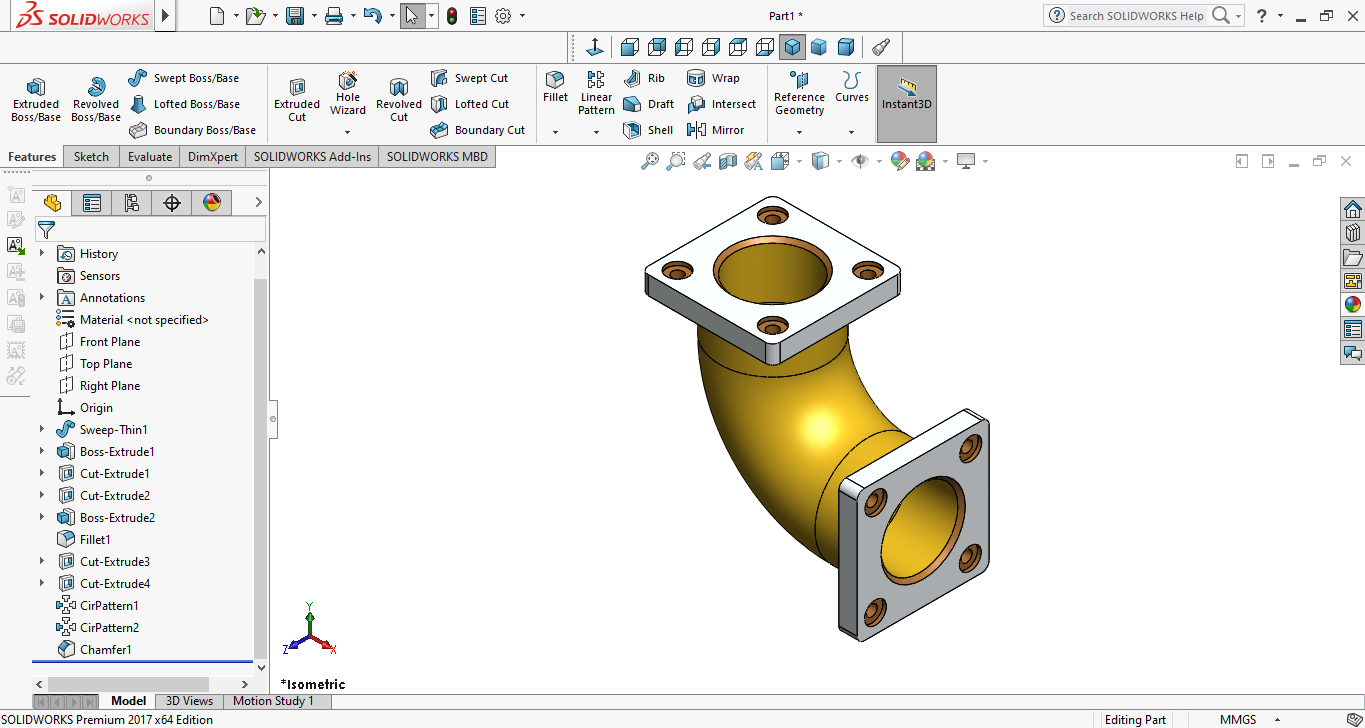 SOLIDWORKS
Part1 *
Search SOLIDWORKS Help
?
Extruded Boss/Base
Revolved Boss/Base
Swept Boss/Base
Lofted Boss/Base
Boundary Boss/Base
Extruded Cut
Hole Wizard
Revolved Cut
Swept Cut
Lofted Cut
Boundary Cut
Fillet
Linear Pattern
Rib
Draft
Shell
Wrap
Intersect
Mirror
Reference Geometry
Curves
Instant3D
Features
Sketch
Evaluate
DimXpert
SOLIDWORKS Add-Ins
SOLIDWORKS MBD
History
Sensors
Annotations
Material <not specified>
Front Plane
Top Plane
Right Plane
Origin
Sweep-Thin1
Boss-Extrude1
Cut-Extrude1
Cut-Extrude2
Boss-Extrude2
Fillet1
Cut-Extrude3
Cut-Extrude4
CirPattern1
CirPattern2
Chamfer1
Y
Z
X
*Isometric
Model
3D Views
Motion Study 1
SOLIDWORKS Premium 2017 x64 Edition
Editing Part
MMGS